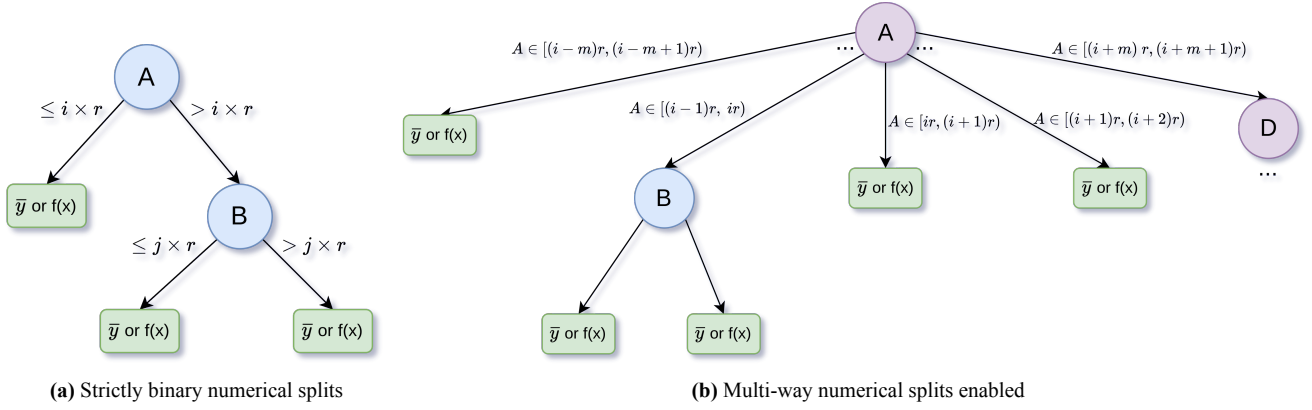 A
≤ i × r
> i × r
ȳ or f(x)
B
≤ j × r
> j × r
ȳ or f(x)
ȳ or f(x)
(a) Strictly binary numerical splits
A
... ...
A ∈ [(i − m)r, (i − m + 1)r)
A ∈ [(i + m) r, (i + m + 1)r)
A ∈ [(i − 1)r, ir)
A ∈ [ir, (i + 1)r)
A ∈ [(i + 1)r, (i + 2)r)
ȳ or f(x)
D
...
B
ȳ or f(x)
ȳ or f(x)
ȳ or f(x)
ȳ or f(x)
(b) Multi-way numerical splits enabled